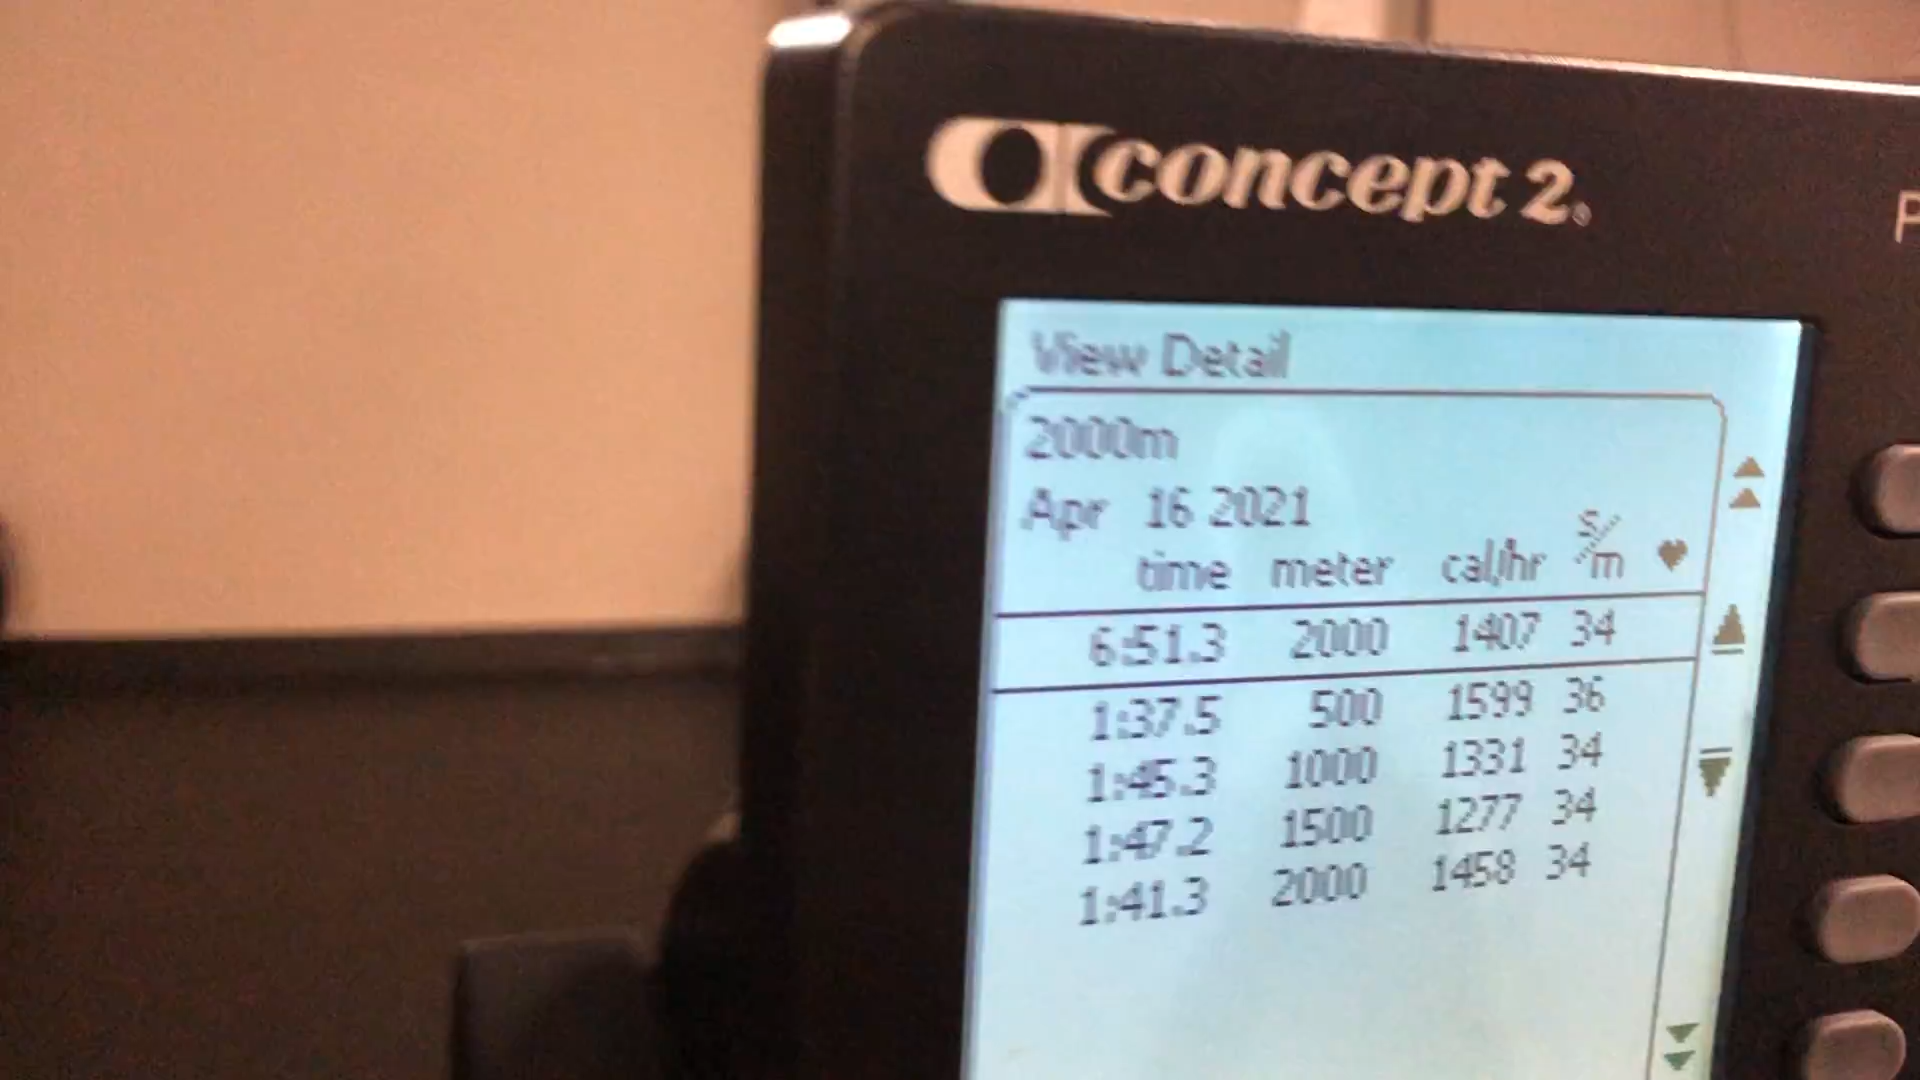 concept 2.
P
View Detail
2000m
Apr 16 2021
time meter cal/hr s/m
6:51.3 2000 1407 34
1:37.5 500 1599 36
1:45.3 1000 1331 34
1:47.2 1500 1277 34
1:41.3 2000 1458 34